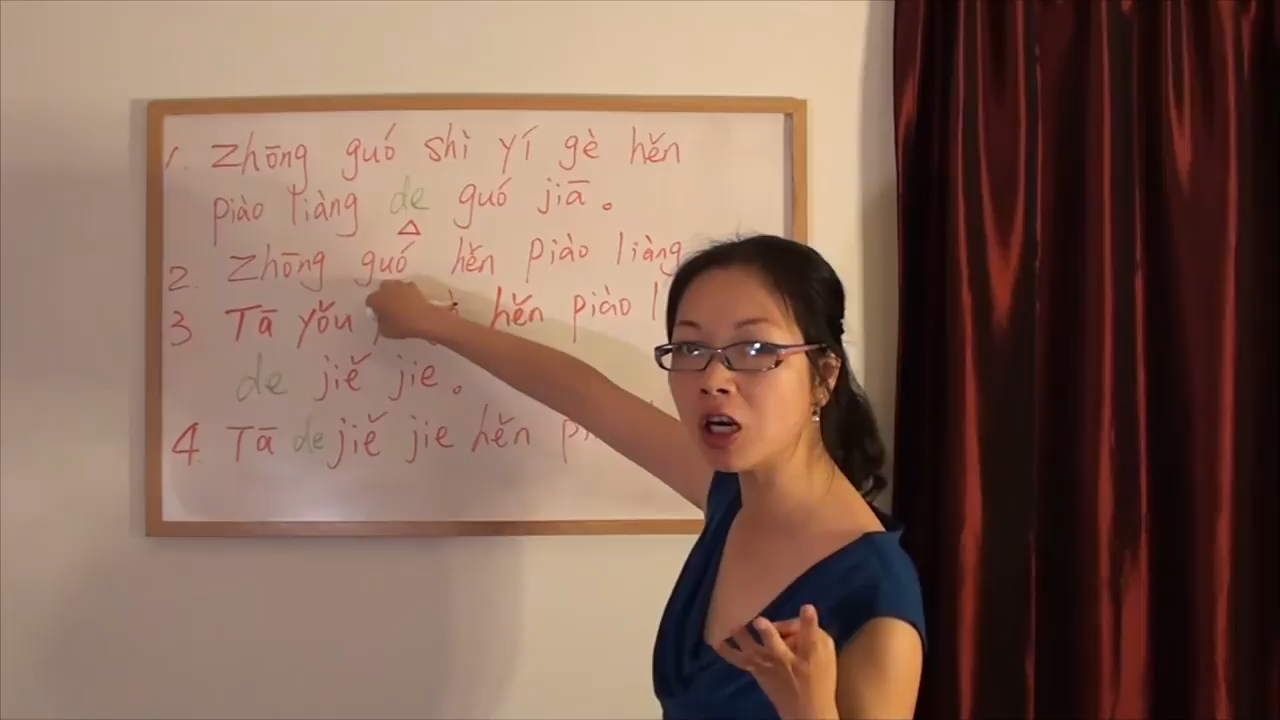 1. Zhōng guó shì yí gè hěn
piào liàng de guó jiā。
2. Zhōng guó hěn piào liàng
3 Tā yǒu hěn piào
de jiě jie。
4. Tā de jiě jie hěn